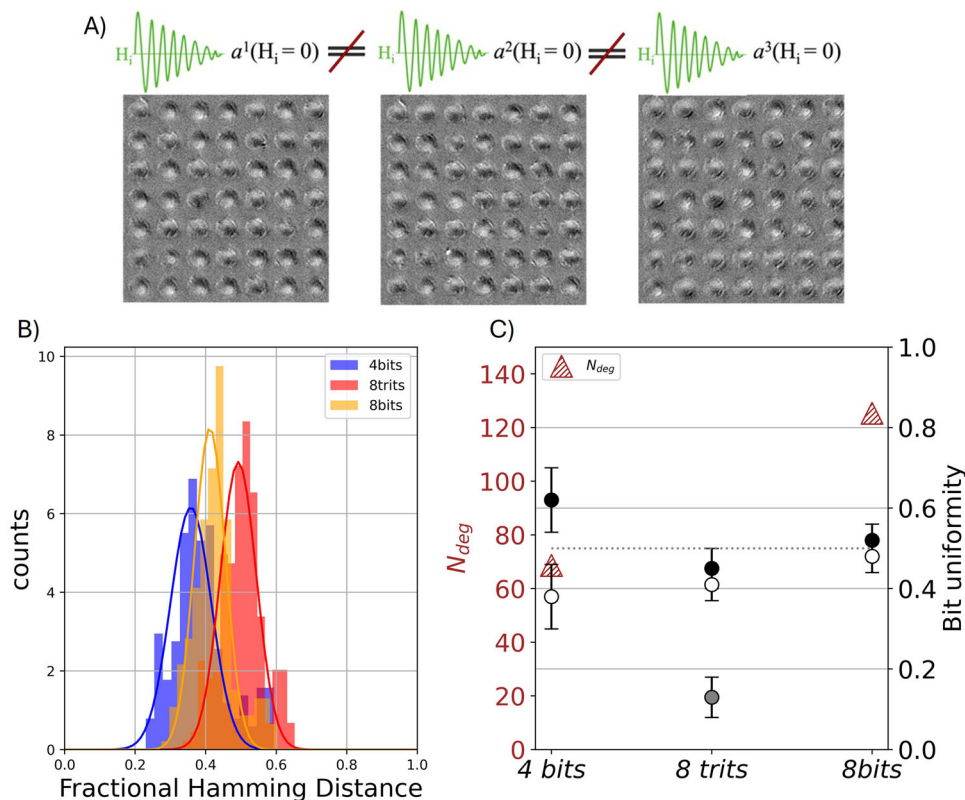 A)
Hᵢ a¹(Hᵢ = 0) ≠ Hᵢ a²(Hᵢ = 0) ≠ Hᵢ a³(Hᵢ = 0)
B)
10
8
6
4
2
0
counts
4bits
8trits
8bits
0.0 0.2 0.4 0.6 0.8 1.0
Fractional Hamming Distance
C)
N_deg
140
120
100
80
60
40
20
0
N_deg
1.0
0.8
0.6
0.4
0.2
0.0
Bit uniformity
4 bits 8 trits 8bits